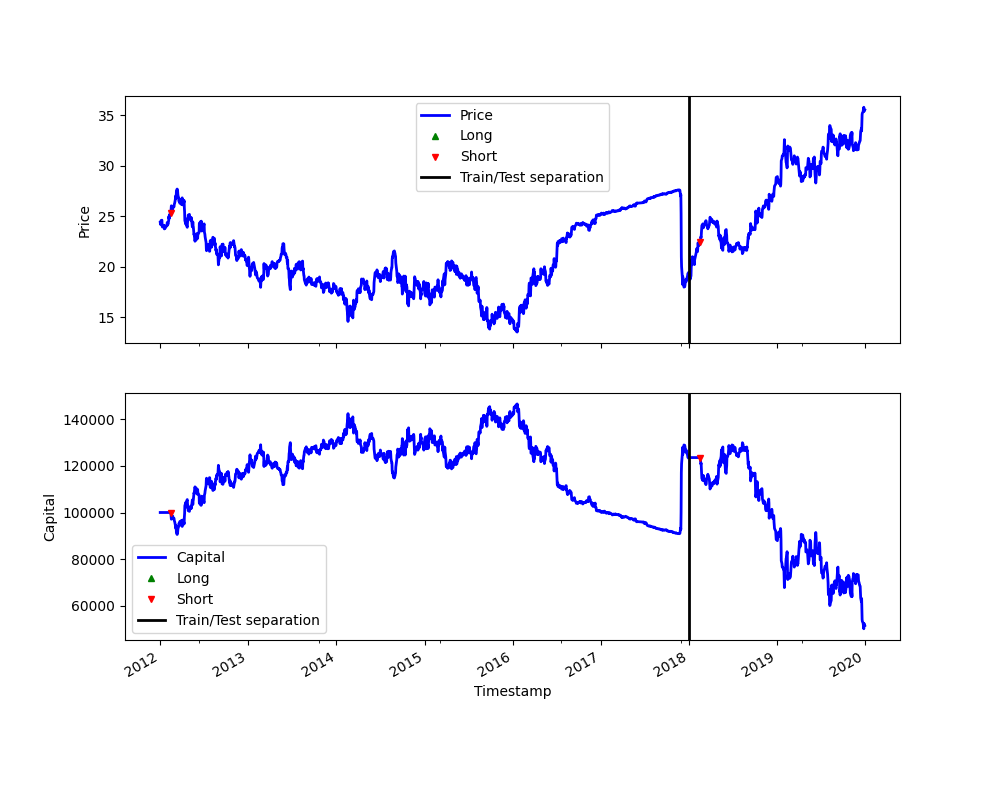 35
30
25
20
15
Price
Price
Long
Short
Train/Test separation
140000
120000
100000
80000
60000
Capital
Capital
Long
Short
Train/Test separation
2012
2013
2014
2015
2016
2017
2018
2019
2020
Timestamp